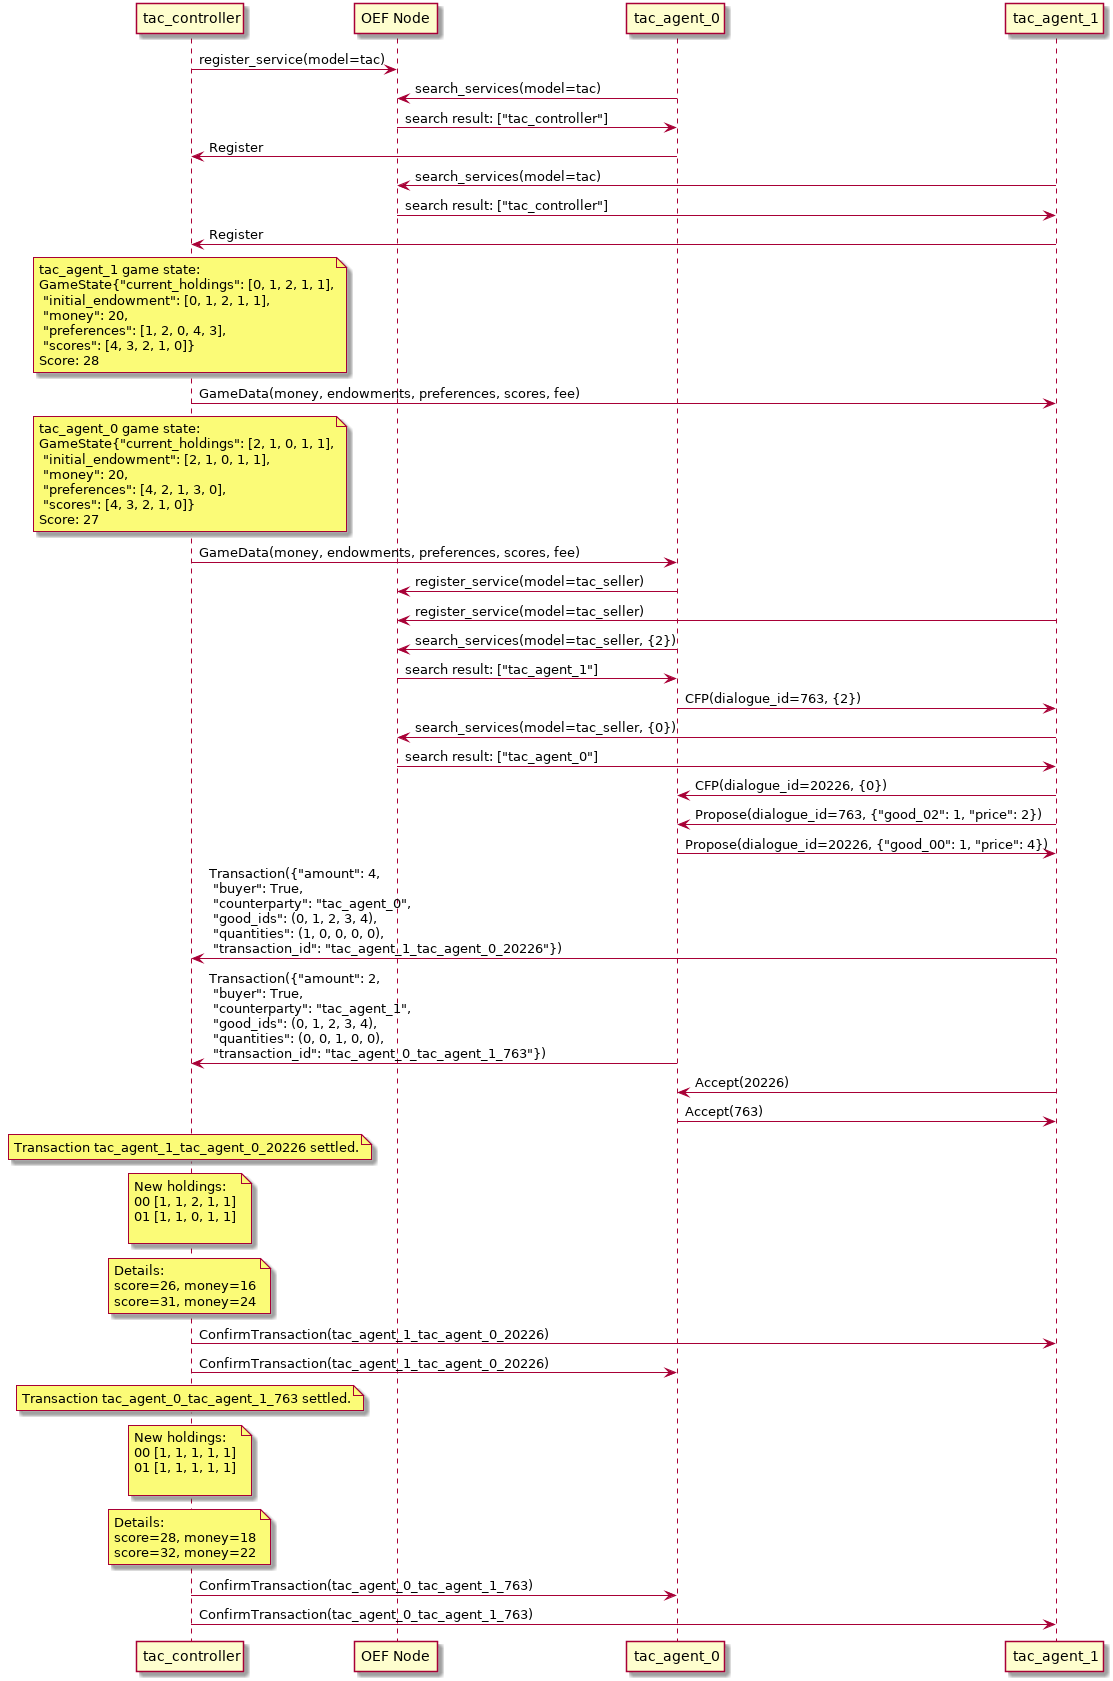 tac_controller
OEF Node
tac_agent_0
tac_agent_1
register_service(model=tac)
search_services(model=tac)
search result: ["tac_controller"]
Register
search_services(model=tac)
search result: ["tac_controller"]
Register
tac_agent_1 game state:
GameState{"current_holdings": [0, 1, 2, 1, 1],
"initial_endowment": [0, 1, 2, 1, 1],
"money": 20,
"preferences": [1, 2, 0, 4, 3],
"scores": [4, 3, 2, 1, 0]}
Score: 28
GameData(money, endowments, preferences, scores, fee)
tac_agent_0 game state:
GameState{"current_holdings": [2, 1, 0, 1, 1],
"initial_endowment": [2, 1, 0, 1, 1],
"money": 20,
"preferences": [4, 2, 1, 3, 0],
"scores": [4, 3, 2, 1, 0]}
Score: 27
GameData(money, endowments, preferences, scores, fee)
register_service(model=tac_seller)
register_service(model=tac_seller)
search_services(model=tac_seller, {2})
search result: ["tac_agent_1"]
CFP(dialogue_id=763, {2})
search_services(model=tac_seller, {0})
search result: ["tac_agent_0"]
CFP(dialogue_id=20226, {0})
Propose(dialogue_id=763, {"good_02": 1, "price": 2})
Propose(dialogue_id=20226, {"good_00": 1, "price": 4})
Transaction({"amount": 4,
"buyer": True,
"counterparty": "tac_agent_0",
"good_ids": (0, 1, 2, 3, 4),
"quantities": (1, 0, 0, 0, 0),
"transaction_id": "tac_agent_1_tac_agent_0_20226"})
Transaction({"amount": 2,
"buyer": True,
"counterparty": "tac_agent_1",
"good_ids": (0, 1, 2, 3, 4),
"quantities": (0, 0, 1, 0, 0),
"transaction_id": "tac_agent_0_tac_agent_1_763"})
Accept(20226)
Accept(763)
Transaction tac_agent_1_tac_agent_0_20226 settled.
New holdings:
00 [1, 1, 2, 1, 1]
01 [1, 1, 0, 1, 1]
Details:
score=26, money=16
score=31, money=24
ConfirmTransaction(tac_agent_1_tac_agent_0_20226)
ConfirmTransaction(tac_agent_1_tac_agent_0_20226)
Transaction tac_agent_0_tac_agent_1_763 settled.
New holdings:
00 [1, 1, 1, 1, 1]
01 [1, 1, 1, 1, 1]
Details:
score=28, money=18
score=32, money=22
ConfirmTransaction(tac_agent_0_tac_agent_1_763)
ConfirmTransaction(tac_agent_0_tac_agent_1_763)
tac_controller
OEF Node
tac_agent_0
tac_agent_1